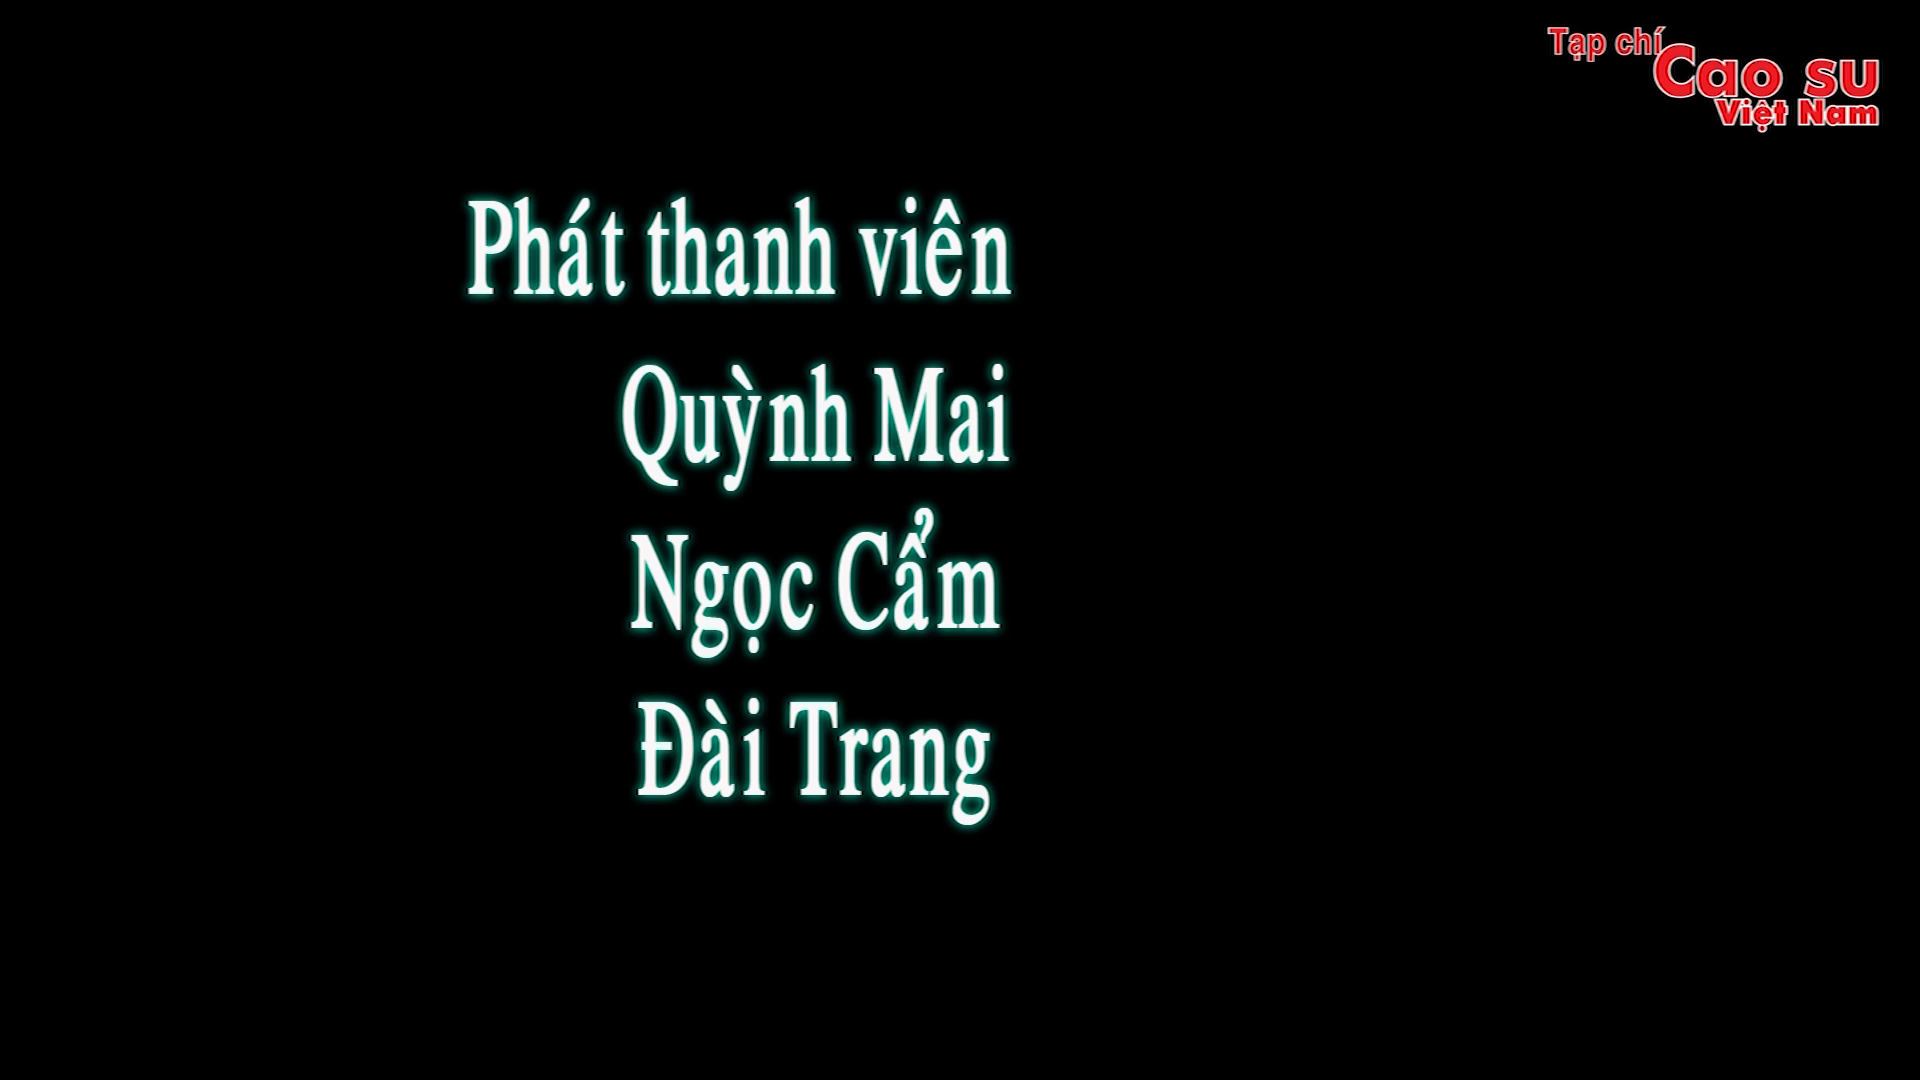 Tạp chí
Cao su
Việt Nam
Phát thanh viên
Quỳnh Mai
Ngọc Cẩm
Đài Trang